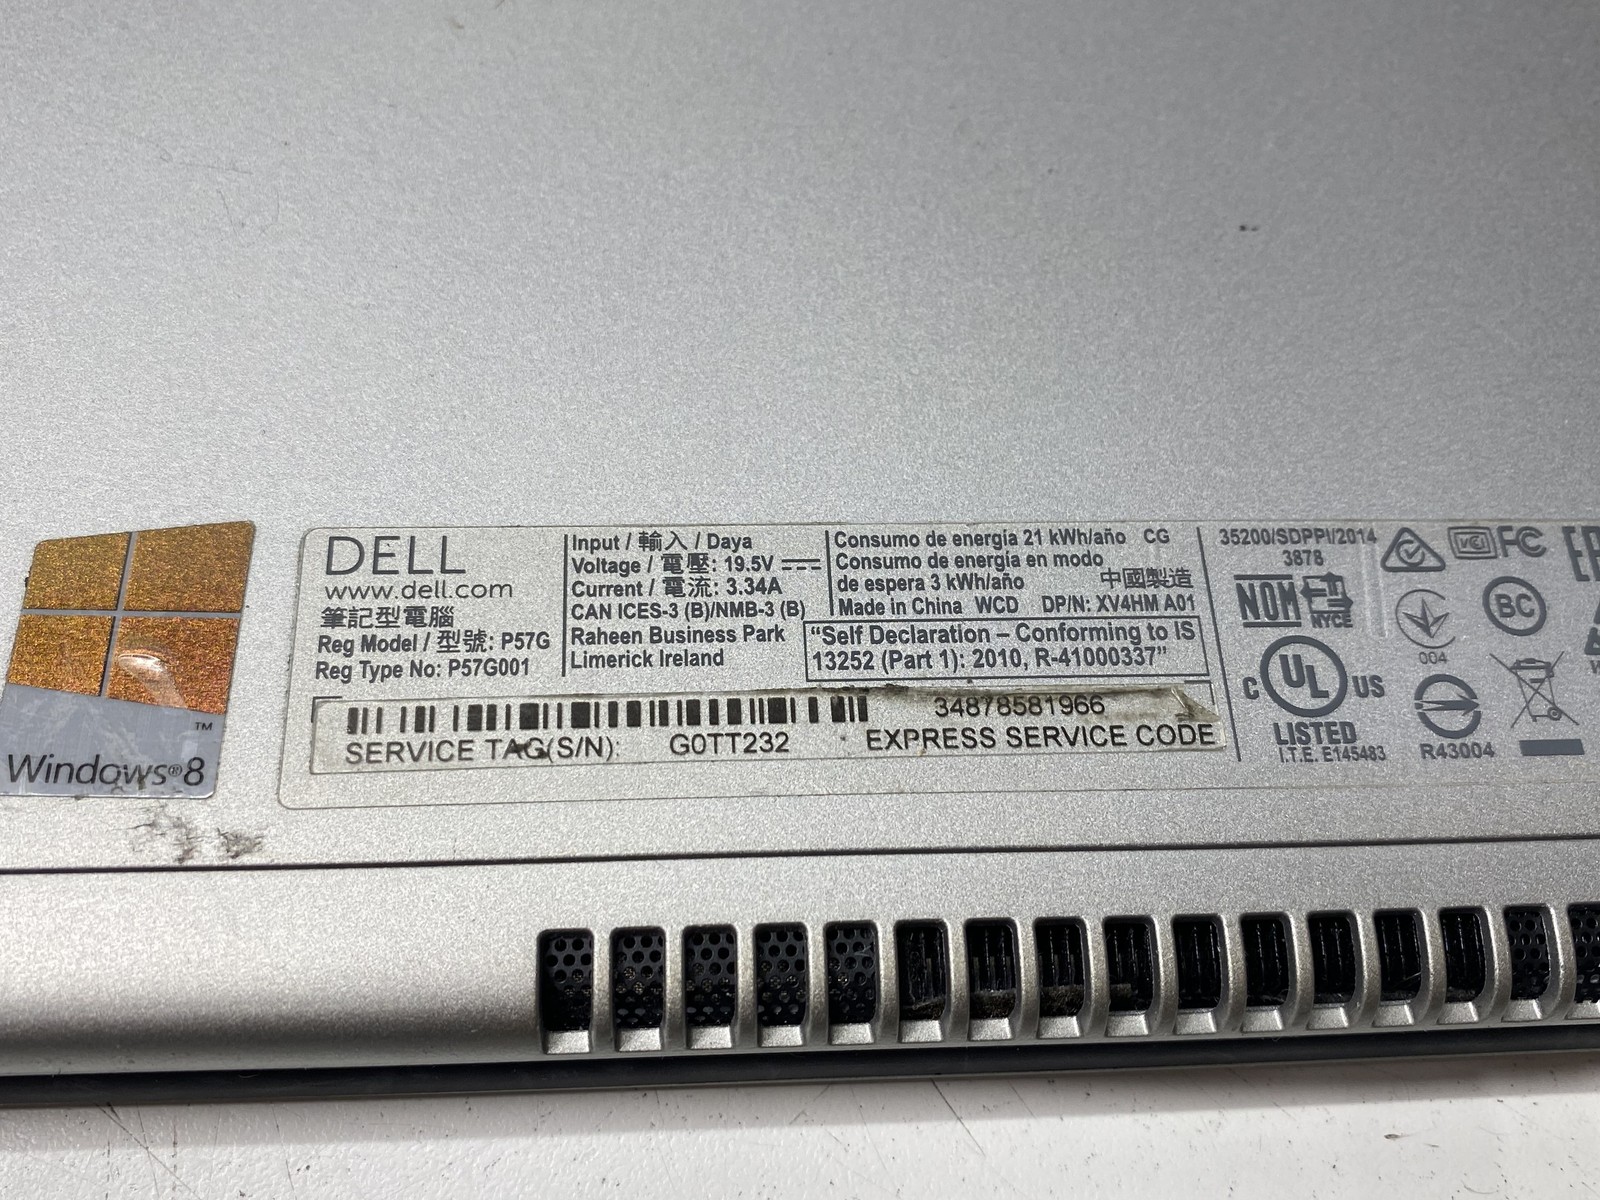 DELL
www.dell.com
筆記型電腦
Reg Model / 型號: P57G
Reg Type No: P57G001
Input / 輸入 / Daya
Voltage / 電壓: 19.5V
Current / 電流: 3.34A
CAN ICES-3 (B)/NMB-3 (B)
Raheen Business Park
Limerick Ireland
Consumo de energía 21 kWh/año CG
Consumo de energía en modo
de espera 3 kWh/año 中國製造
Made in China WCD DP/N: XV4HM A01
“Self Declaration – Conforming to IS
13252 (Part 1): 2010, R-41000337”
34878581966
SERVICE TAG(S/N): G0TT232 EXPRESS SERVICE CODE
35200/SDPPI/2014
3878
NOM
NYCE
C UL US
LISTED
I.T.E. E145483
FC
BC
004
R43004
™
Windows®8